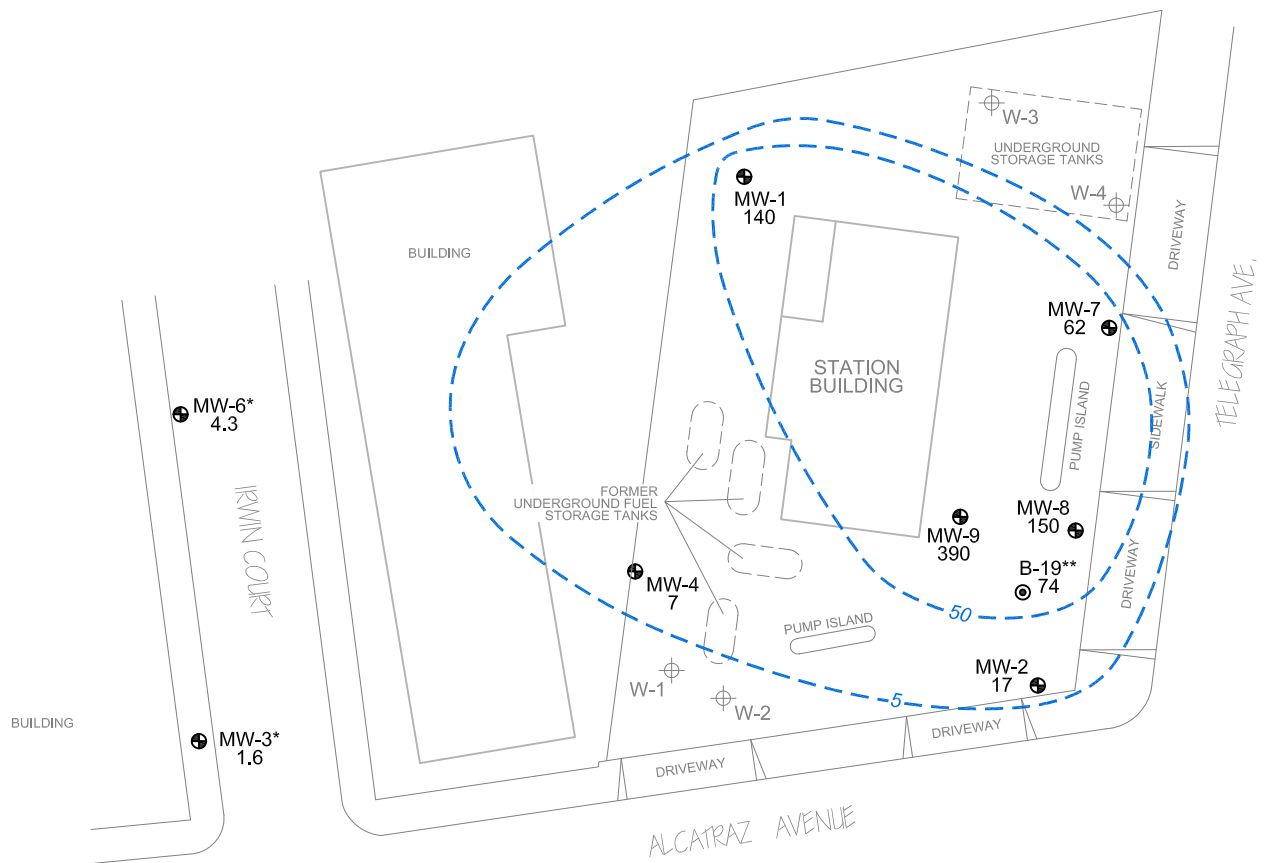 W-3
UNDERGROUND
STORAGE TANKS
W-4
MW-1
140
DRIVEWAY
TELEGRAPH AVE.
BUILDING
MW-7
62
STATION
BUILDING
PUMP ISLAND
SIDEWALK
MW-6*
4.3
IRWIN COURT
FORMER
UNDERGROUND FUEL
STORAGE TANKS
MW-9
390
MW-8
150
DRIVEWAY
B-19**
74
MW-4
7
50
PUMP ISLAND
W-1
W-2
MW-2
17
5
BUILDING
MW-3*
1.6
DRIVEWAY
DRIVEWAY
ALCATRAZ AVENUE